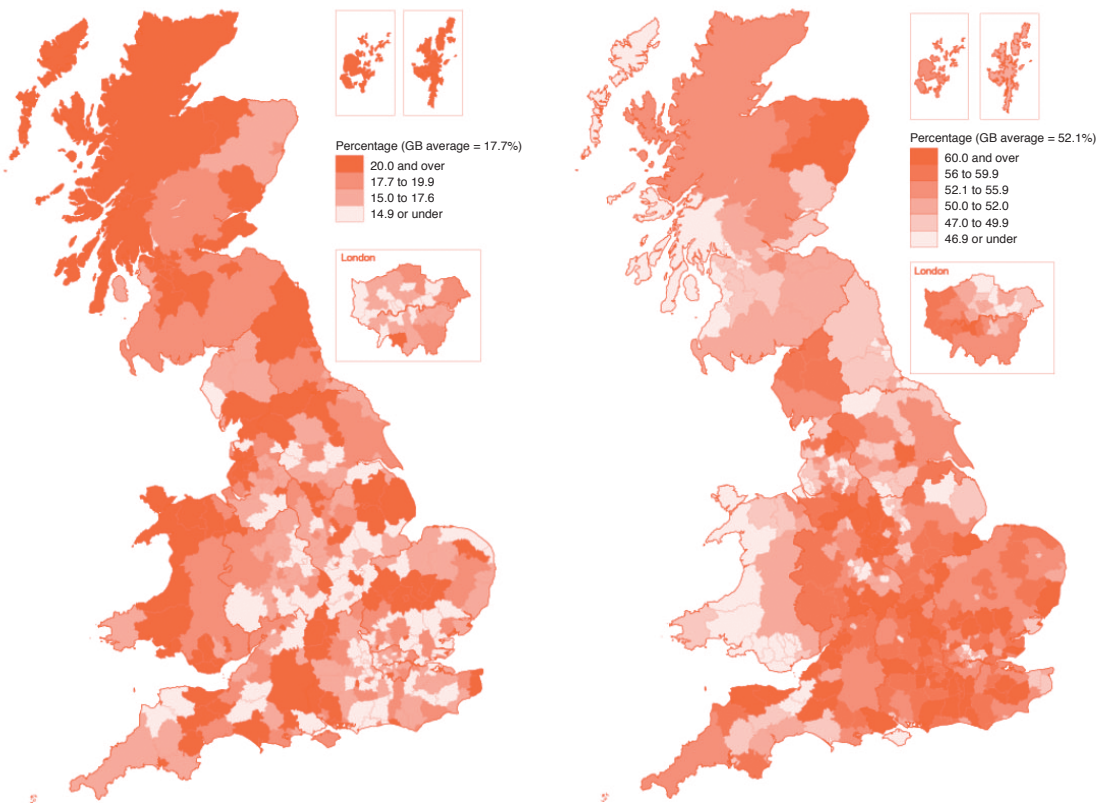 Percentage (GB average = 17.7%)
20.0 and over
17.7 to 19.9
15.0 to 17.6
14.9 or under
London
Percentage (GB average = 52.1%)
60.0 and over
56 to 59.9
52.1 to 55.9
50.0 to 52.0
47.0 to 49.9
46.9 or under
London